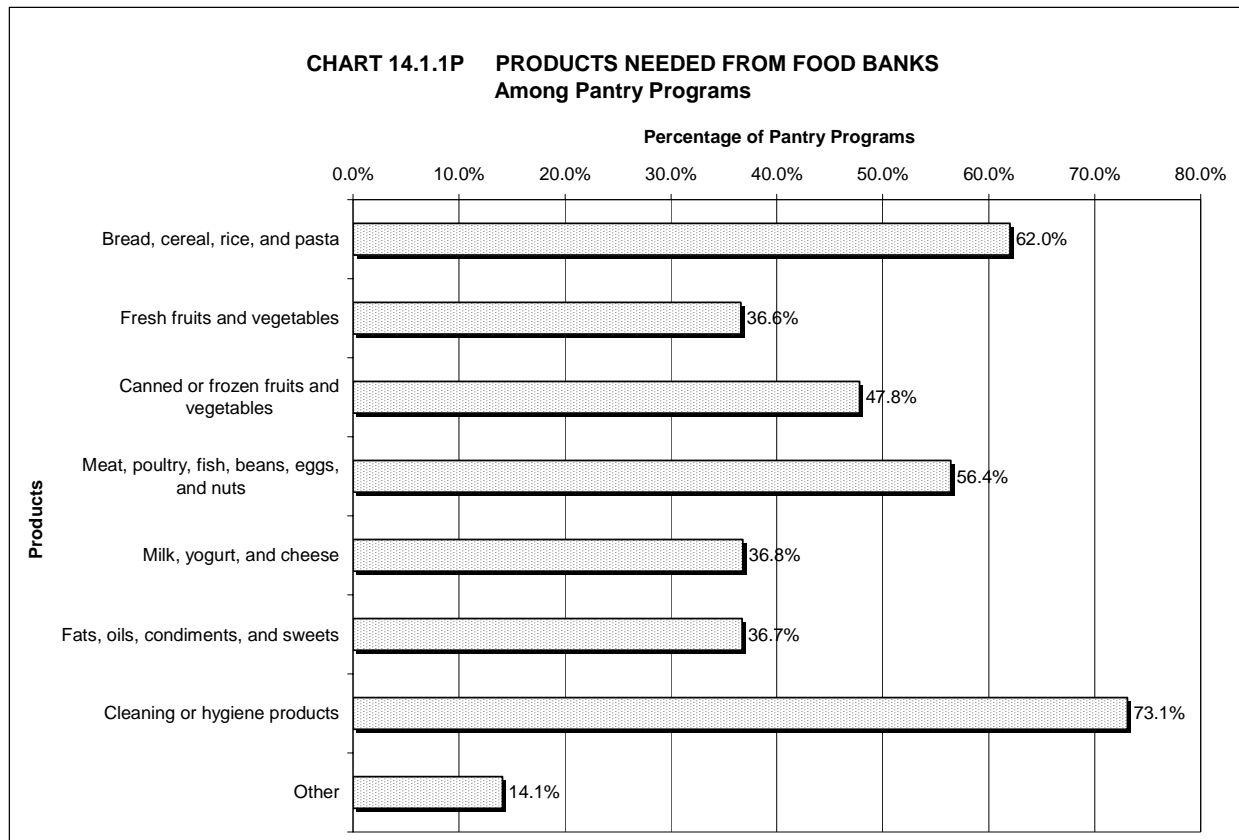 CHART 14.1.1P PRODUCTS NEEDED FROM FOOD BANKS
Among Pantry Programs
Percentage of Pantry Programs
0.0% 10.0% 20.0% 30.0% 40.0% 50.0% 60.0% 70.0% 80.0%
Products
Bread, cereal, rice, and pasta 62.0%
Fresh fruits and vegetables 36.6%
Canned or frozen fruits and
vegetables 47.8%
Meat, poultry, fish, beans, eggs,
and nuts 56.4%
Milk, yogurt, and cheese 36.8%
Fats, oils, condiments, and sweets 36.7%
Cleaning or hygiene products 73.1%
Other 14.1%